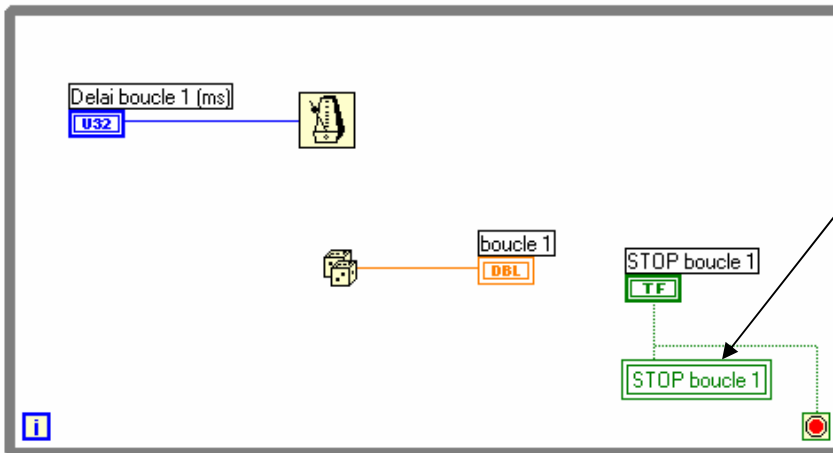 Delai boucle 1 (ms)
U32
boucle 1
DBL
STOP boucle 1
TF
STOP boucle 1
i